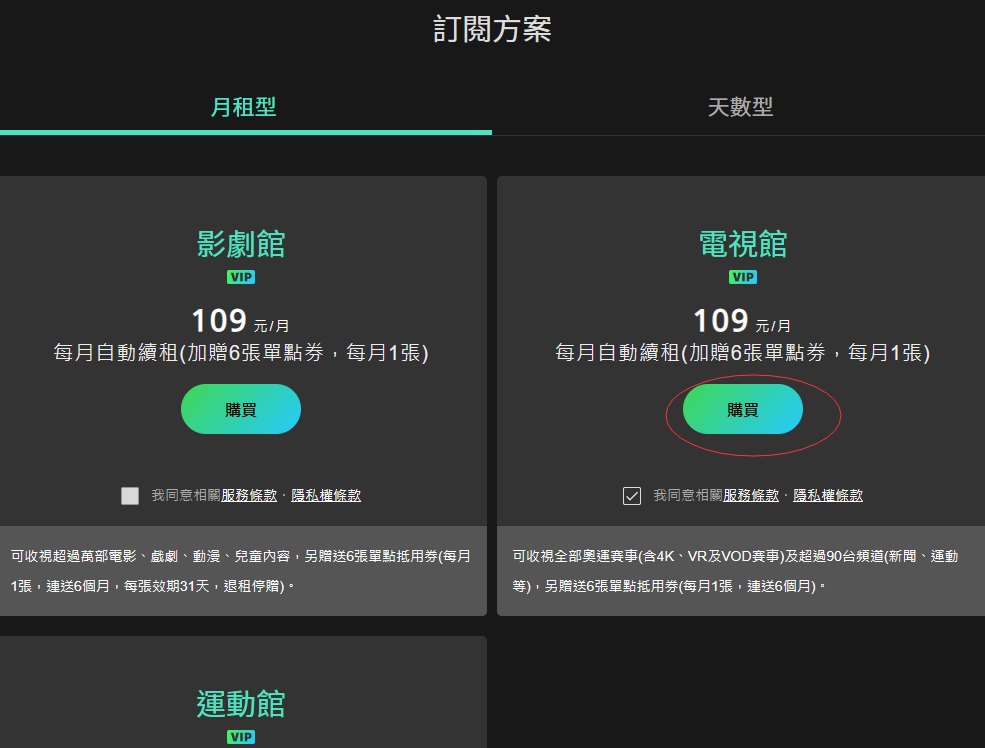 訂閱方案
月租型
天數型
影劇館
VIP
109 元/月
每月自動續租(加贈6張單點券，每月1張)
購買
我同意相關服務條款‧隱私權條款
可收視超過萬部電影、戲劇、動漫、兒童內容，另贈送6張單點抵用券(每月
1張，連送6個月，每張效期31天，退租停贈)。
電視館
VIP
109 元/月
每月自動續租(加贈6張單點券，每月1張)
購買
我同意相關服務條款‧隱私權條款
可收視全部奧運賽事(含4K、VR及VOD賽事)及超過90台頻道(新聞、運動
等)，另贈送6張單點抵用券(每月1張，連送6個月)。
運動館
VIP